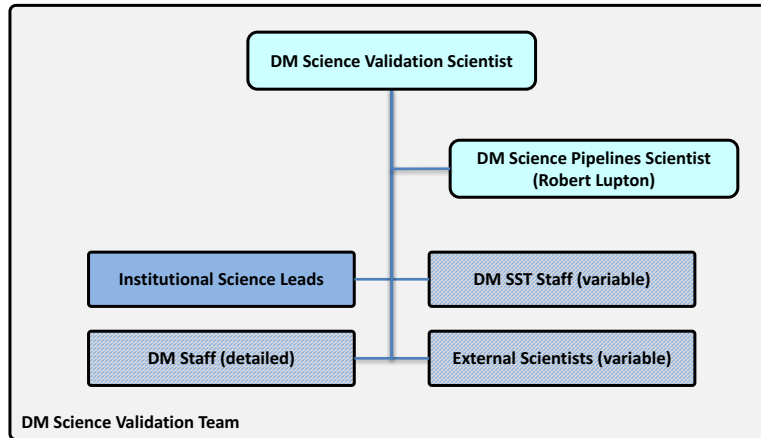 DM Science Validation Scientist
DM Science Pipelines Scientist
(Robert Lupton)
Institutional Science Leads
DM SST Staff (variable)
DM Staff (detailed)
External Scientists (variable)
DM Science Validation Team